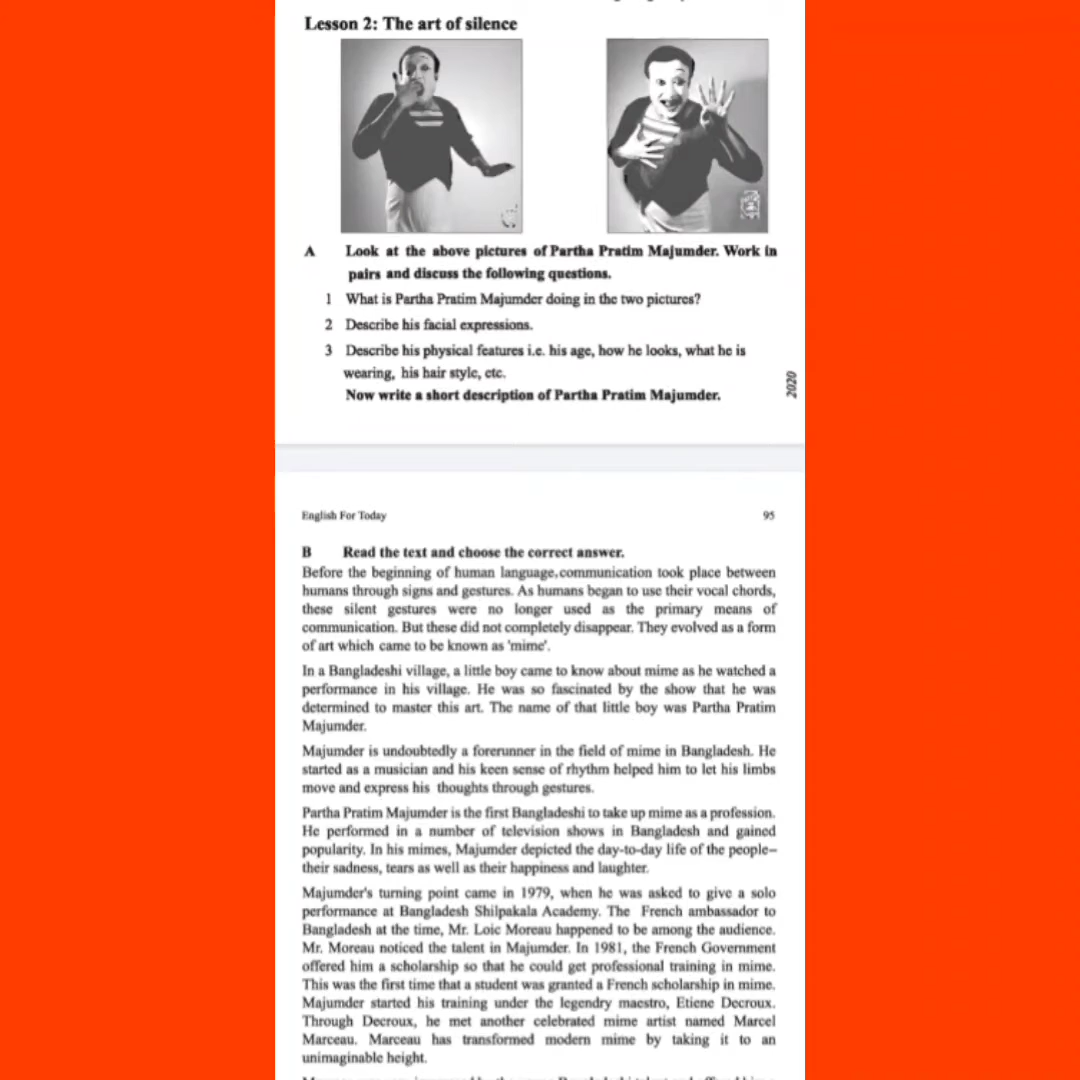 Lesson 2: The art of silence
A Look at the above pictures of Partha Pratim Majumder. Work in
pairs and discuss the following questions.
1 What is Partha Pratim Majumder doing in the two pictures?
2 Describe his facial expressions.
3 Describe his physical features i.e. his age, how he looks, what he is
wearing, his hair style, etc.
Now write a short description of Partha Pratim Majumder.
2020
English For Today 95
B Read the text and choose the correct answer.
Before the beginning of human language,communication took place between
humans through signs and gestures. As humans began to use their vocal chords,
these silent gestures were no longer used as the primary means of
communication. But these did not completely disappear. They evolved as a form
of art which came to be known as 'mime'.
In a Bangladeshi village, a little boy came to know about mime as he watched a
performance in his village. He was so fascinated by the show that he was
determined to master this art. The name of that little boy was Partha Pratim
Majumder.
Majumder is undoubtedly a forerunner in the field of mime in Bangladesh. He
started as a musician and his keen sense of rhythm helped him to let his limbs
move and express his thoughts through gestures.
Partha Pratim Majumder is the first Bangladeshi to take up mime as a profession.
He performed in a number of television shows in Bangladesh and gained
popularity. In his mimes, Majumder depicted the day-to-day life of the people–
their sadness, tears as well as their happiness and laughter.
Majumder's turning point came in 1979, when he was asked to give a solo
performance at Bangladesh Shilpakala Academy. The French ambassador to
Bangladesh at the time, Mr. Loic Moreau happened to be among the audience.
Mr. Moreau noticed the talent in Majumder. In 1981, the French Government
offered him a scholarship so that he could get professional training in mime.
This was the first time that a student was granted a French scholarship in mime.
Majumder started his training under the legendry maestro, Etiene Decroux.
Through Decroux, he met another celebrated mime artist named Marcel
Marceau. Marceau has transformed modern mime by taking it to an
unimaginable height.